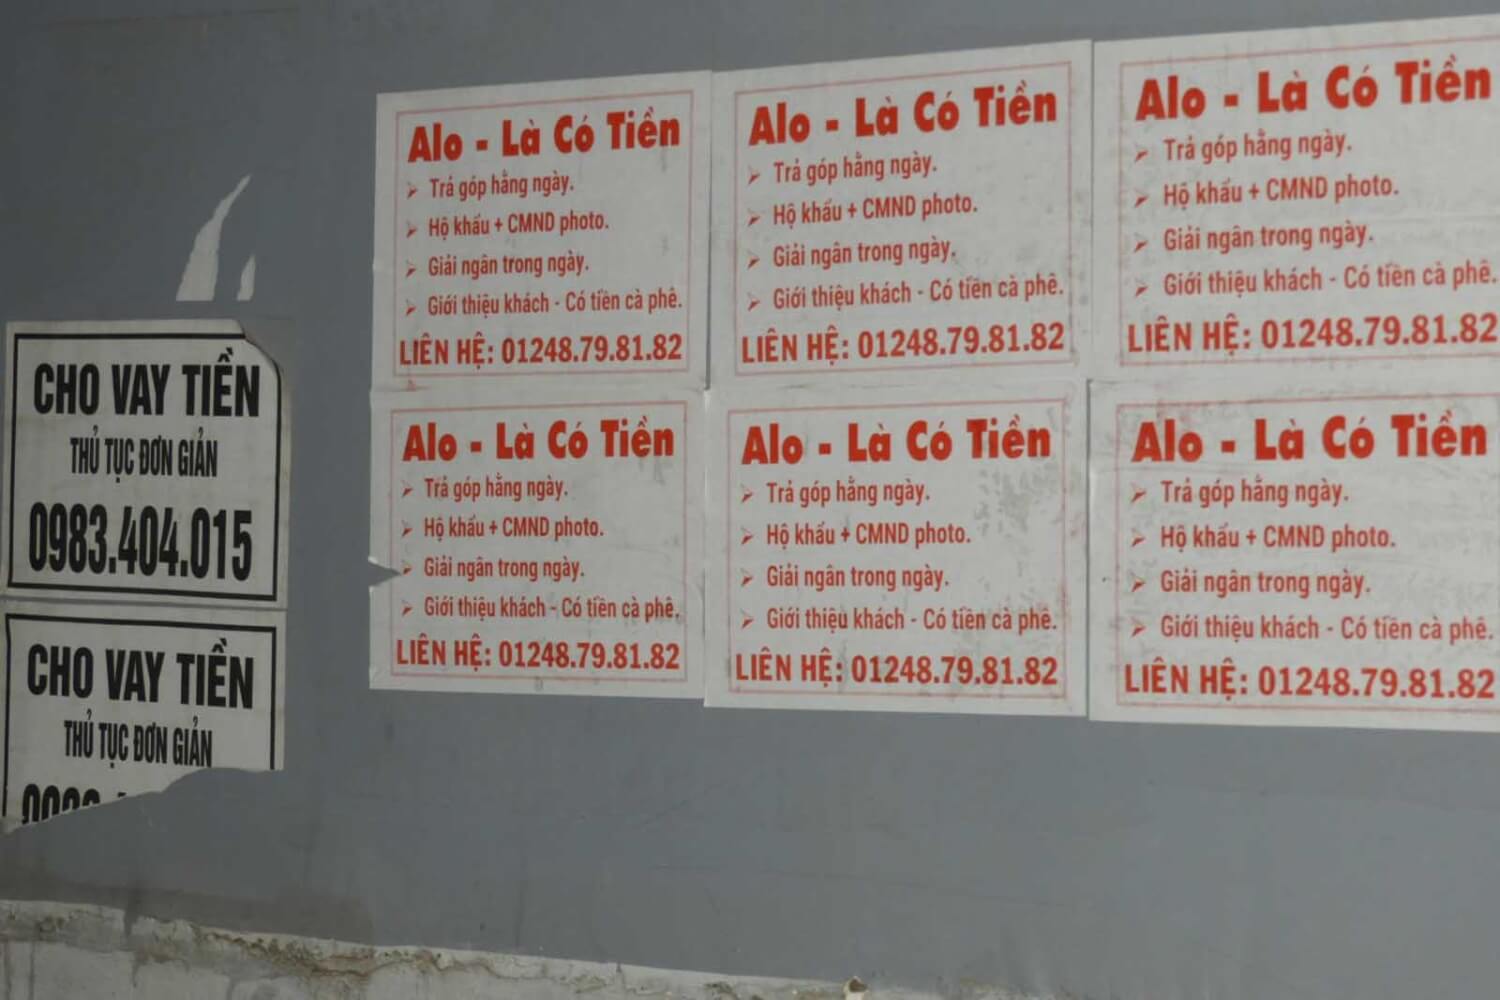 CHO VAY TIỀN
THỦ TỤC ĐƠN GIẢN
0983.404.015
CHO VAY TIỀN
THỦ TỤC ĐƠN GIẢN
Alo - Là Có Tiền
Trả góp hằng ngày.
Hộ khẩu + CMND photo.
Giải ngân trong ngày.
Giới thiệu khách - Có tiền cà phê.
LIÊN HỆ: 01248.79.81.82
Alo - Là Có Tiền
Trả góp hằng ngày.
Hộ khẩu + CMND photo.
Giải ngân trong ngày.
Giới thiệu khách - Có tiền cà phê.
LIÊN HỆ: 01248.79.81.82
Alo - Là Có Tiền
Trả góp hằng ngày.
Hộ khẩu + CMND photo.
Giải ngân trong ngày.
Giới thiệu khách - Có tiền cà phê.
LIÊN HỆ: 01248.79.81.82
Alo - Là Có Tiền
Trả góp hằng ngày.
Hộ khẩu + CMND photo.
Giải ngân trong ngày.
Giới thiệu khách - Có tiền cà phê.
LIÊN HỆ: 01248.79.81.82
Alo - Là Có Tiền
Trả góp hằng ngày.
Hộ khẩu + CMND photo.
Giải ngân trong ngày.
Giới thiệu khách - Có tiền cà phê.
LIÊN HỆ: 01248.79.81.82
Alo - Là Có Tiền
Trả góp hằng ngày.
Hộ khẩu + CMND photo.
Giải ngân trong ngày.
Giới thiệu khách - Có tiền cà phê.
LIÊN HỆ: 01248.79.81.82